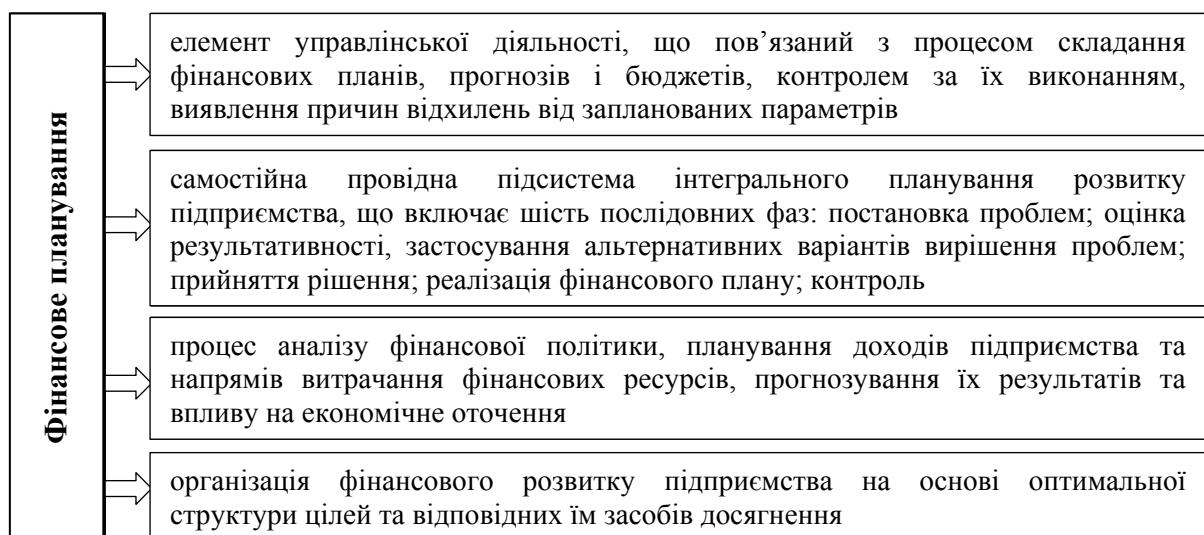 Фінансове планування
елемент управлінської діяльності, що пов’язаний з процесом складання
фінансових планів, прогнозів і бюджетів, контролем за їх виконанням,
виявлення причин відхилень від запланованих параметрів
самостійна провідна підсистема інтегрального планування розвитку
підприємства, що включає шість послідовних фаз: постановка проблем; оцінка
результативності, застосування альтернативних варіантів вирішення проблем;
прийняття рішення; реалізація фінансового плану; контроль
процес аналізу фінансової політики, планування доходів підприємства та
напрямів витрачання фінансових ресурсів, прогнозування їх результатів та
впливу на економічне оточення
організація фінансового розвитку підприємства на основі оптимальної
структури цілей та відповідних їм засобів досягнення